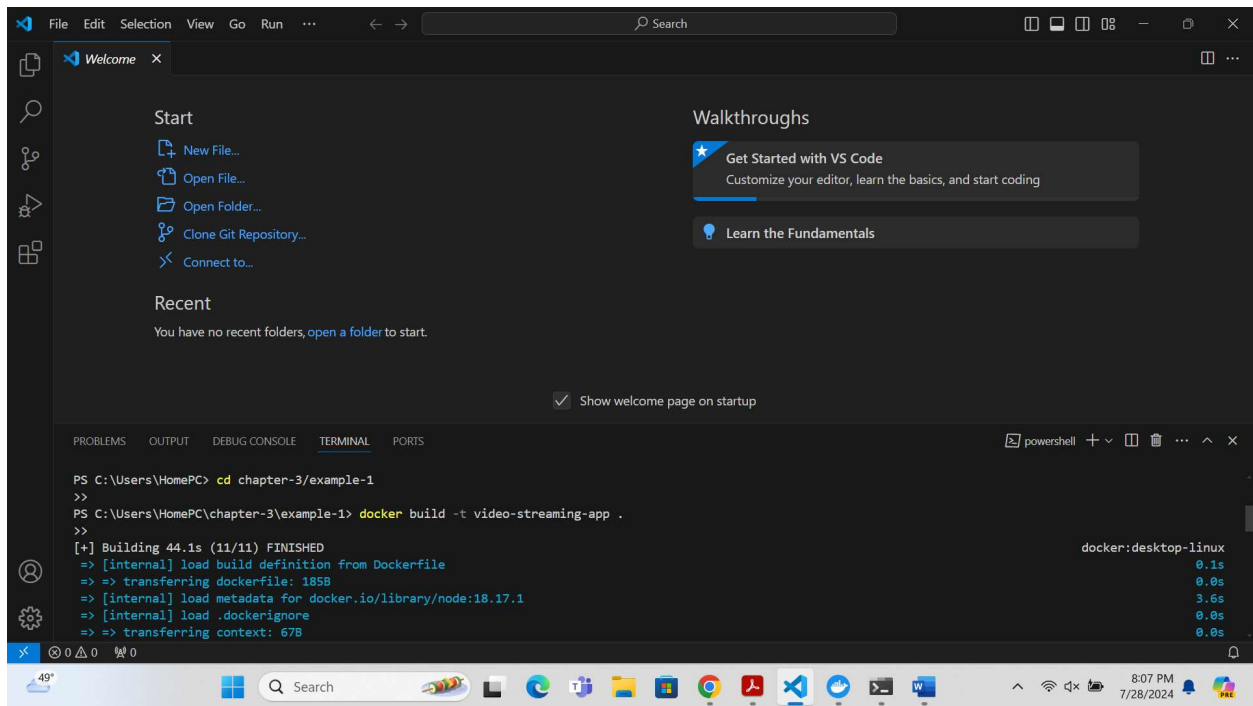 File Edit Selection View Go Run ··· Search
Welcome
Start
New File...
Open File...
Open Folder...
Clone Git Repository...
Connect to...
Recent
You have no recent folders, open a folder to start.
Walkthroughs
Get Started with VS Code
Customize your editor, learn the basics, and start coding
Learn the Fundamentals
Show welcome page on startup
PROBLEMS OUTPUT DEBUG CONSOLE TERMINAL PORTS powershell
PS C:\Users\HomePC> cd chapter-3/example-1
>>
PS C:\Users\HomePC\chapter-3\example-1> docker build -t video-streaming-app .
>>
[+] Building 44.1s (11/11) FINISHED docker:desktop-linux
=> [internal] load build definition from Dockerfile 0.1s
=> => transferring dockerfile: 185B 0.0s
=> [internal] load metadata for docker.io/library/node:18.17.1 3.6s
=> [internal] load .dockerignore 0.0s
=> => transferring context: 67B 0.0s
0 0 0
49° Search 8:07 PM
7/28/2024
PRE